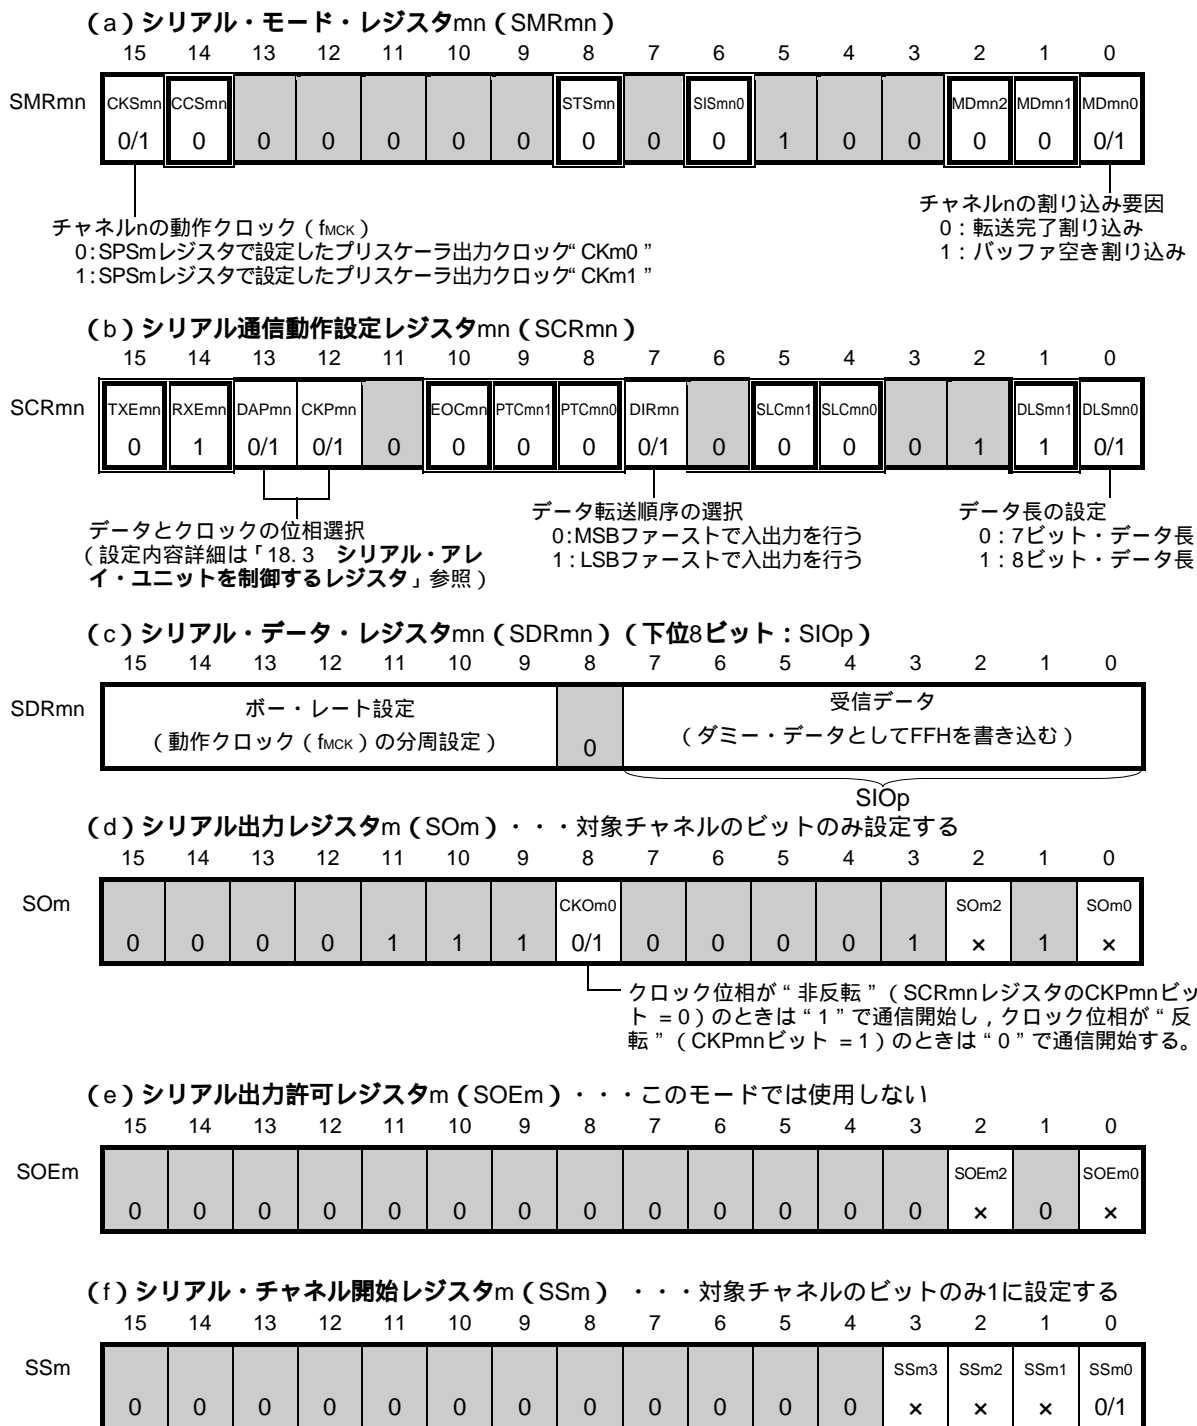 （a）シリアル・モード・レジスタmn（SMRmn）
15 14 13 12 11 10 9 8 7 6 5 4 3 2 1 0
SMRmn CKSmn CCSmn STSmn SISmn0 MDmn2 MDmn1 MDmn0
0/1 0 0 0 0 0 0 0 0 0 1 0 0 0 0 0/1
チャネルnの動作クロック（fMCK）
0：SPSmレジスタで設定したプリスケーラ出力クロック“CKm0”
1：SPSmレジスタで設定したプリスケーラ出力クロック“CKm1”
チャネルnの割り込み要因
0：転送完了割り込み
1：バッファ空き割り込み
（b）シリアル通信動作設定レジスタmn（SCRmn）
15 14 13 12 11 10 9 8 7 6 5 4 3 2 1 0
SCRmn TXEmn RXEmn DAPmn CKPmn EOCmn PTCmn1 PTCmn0 DIRmn SLCmn1 SLCmn0 DLSmn1 DLSmn0
0 1 0/1 0/1 0 0 0 0 0/1 0 0 0 0 1 1 0/1
データとクロックの位相選択
（設定内容詳細は「18.3 シリアル・アレ
イ・ユニットを制御するレジスタ」参照）
データ転送順序の選択
0:MSBファーストで入出力を行う
1：LSBファーストで入出力を行う
データ長の設定
0：7ビット・データ長
1：8ビット・データ長
（c）シリアル・データ・レジスタmn（SDRmn）（下位8ビット：SIOp）
15 14 13 12 11 10 9 8 7 6 5 4 3 2 1 0
SDRmn ボー・レート設定
（動作クロック（fMCK）の分周設定）
0
受信データ
（ダミー・データとしてFFHを書き込む）
SIOp
（d）シリアル出力レジスタm（SOm）・・・対象チャネルのビットのみ設定する
15 14 13 12 11 10 9 8 7 6 5 4 3 2 1 0
SOm CKOm0 SOm2 SOm0
0 0 0 0 1 1 1 0/1 0 0 0 0 1 × 1 ×
クロック位相が“非反転”（SCRmnレジスタのCKPmnビッ
ト =0）のときは“1”で通信開始し，クロック位相が“反
転”（CKPmnビット =1）のときは“0”で通信開始する。
（e）シリアル出力許可レジスタm（SOEm）・・・このモードでは使用しない
15 14 13 12 11 10 9 8 7 6 5 4 3 2 1 0
SOEm SOEm2 SOEm0
0 0 0 0 0 0 0 0 0 0 0 0 0 × 0 ×
（f）シリアル・チャネル開始レジスタm（SSm）・・・対象チャネルのビットのみ1に設定する
15 14 13 12 11 10 9 8 7 6 5 4 3 2 1 0
SSm SSm3 SSm2 SSm1 SSm0
0 0 0 0 0 0 0 0 0 0 0 0 × × × 0/1